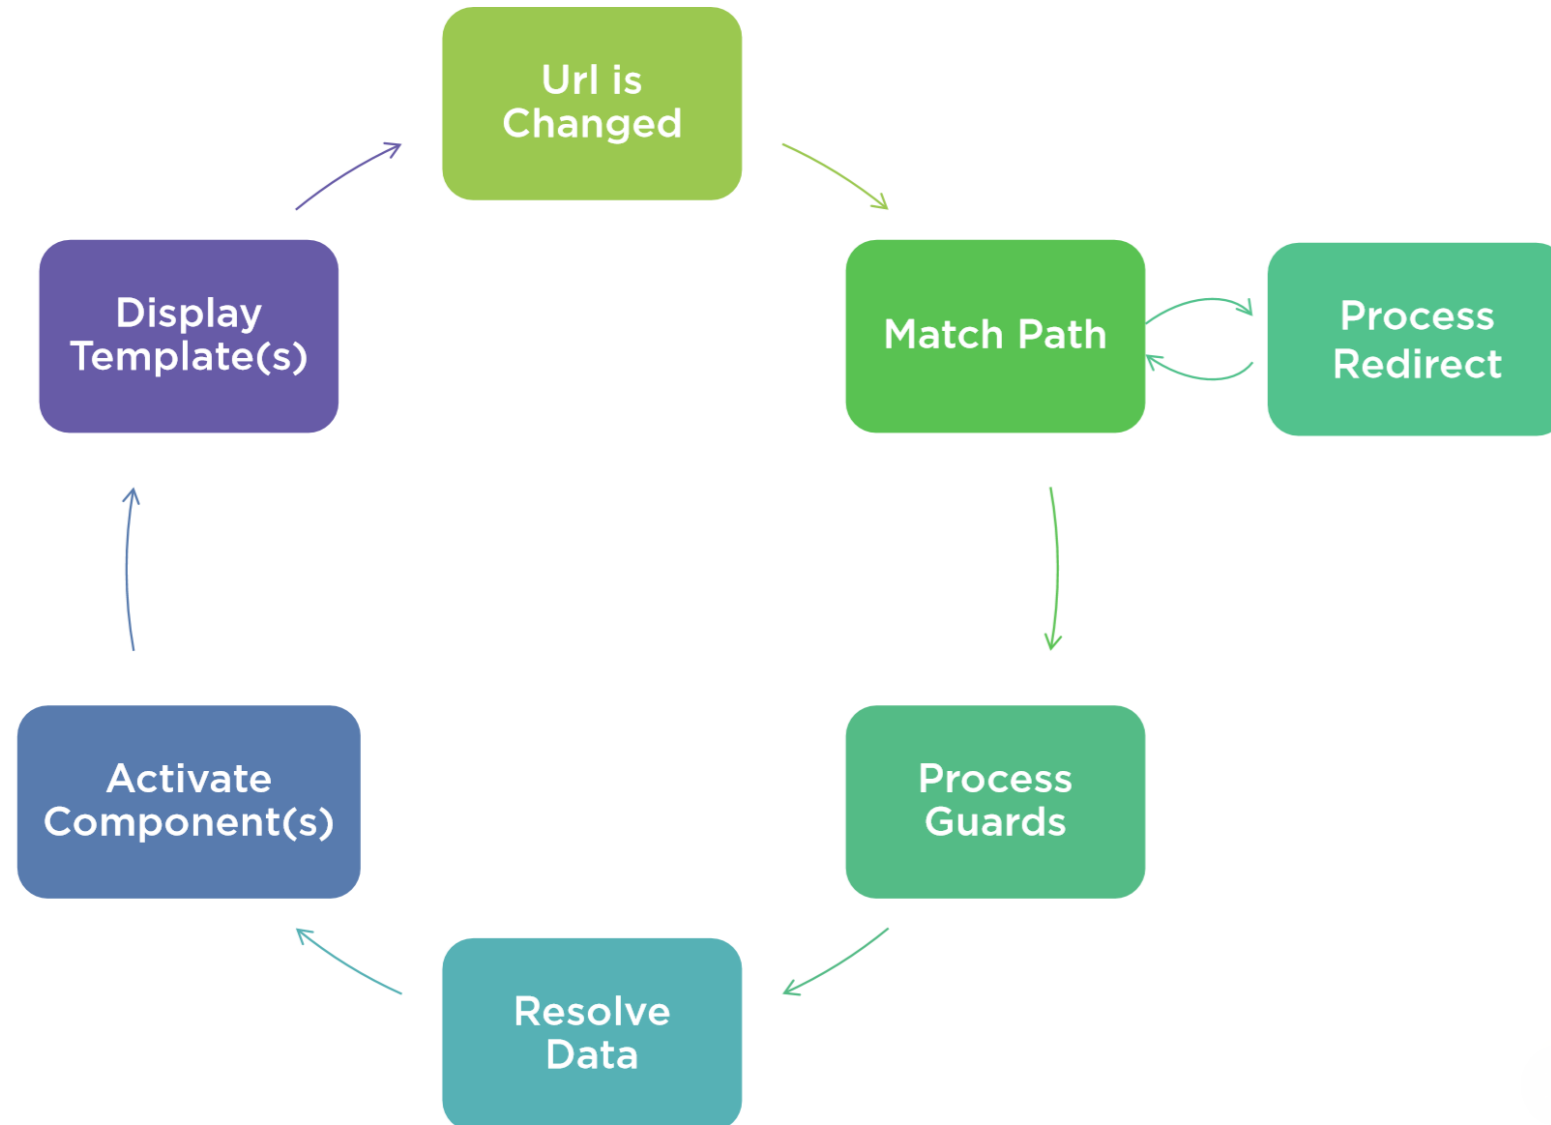 Url is
Changed
Display
Template(s)
Match Path
Process
Redirect
Activate
Component(s)
Process
Guards
Resolve
Data